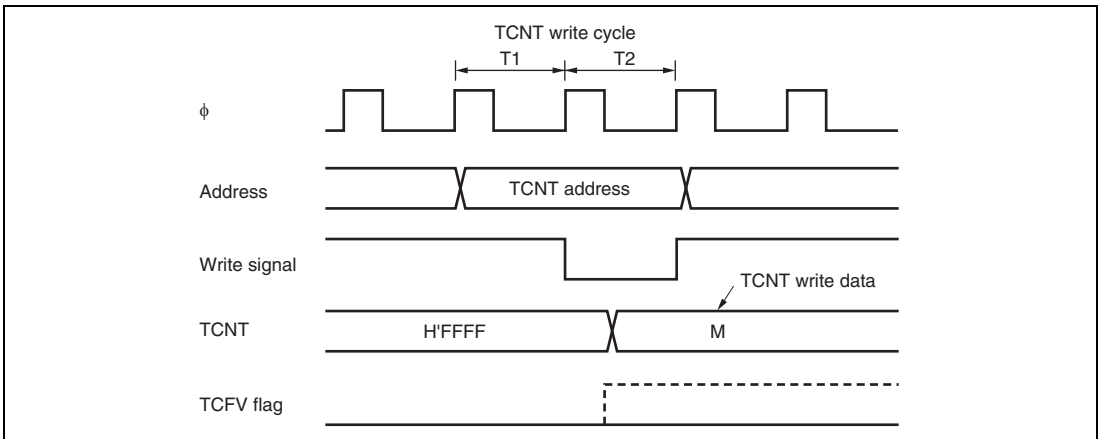 TCNT write cycle
T1 T2
ϕ
Address TCNT address
Write signal
TCNT write data
TCNT H'FFFF M
TCFV flag